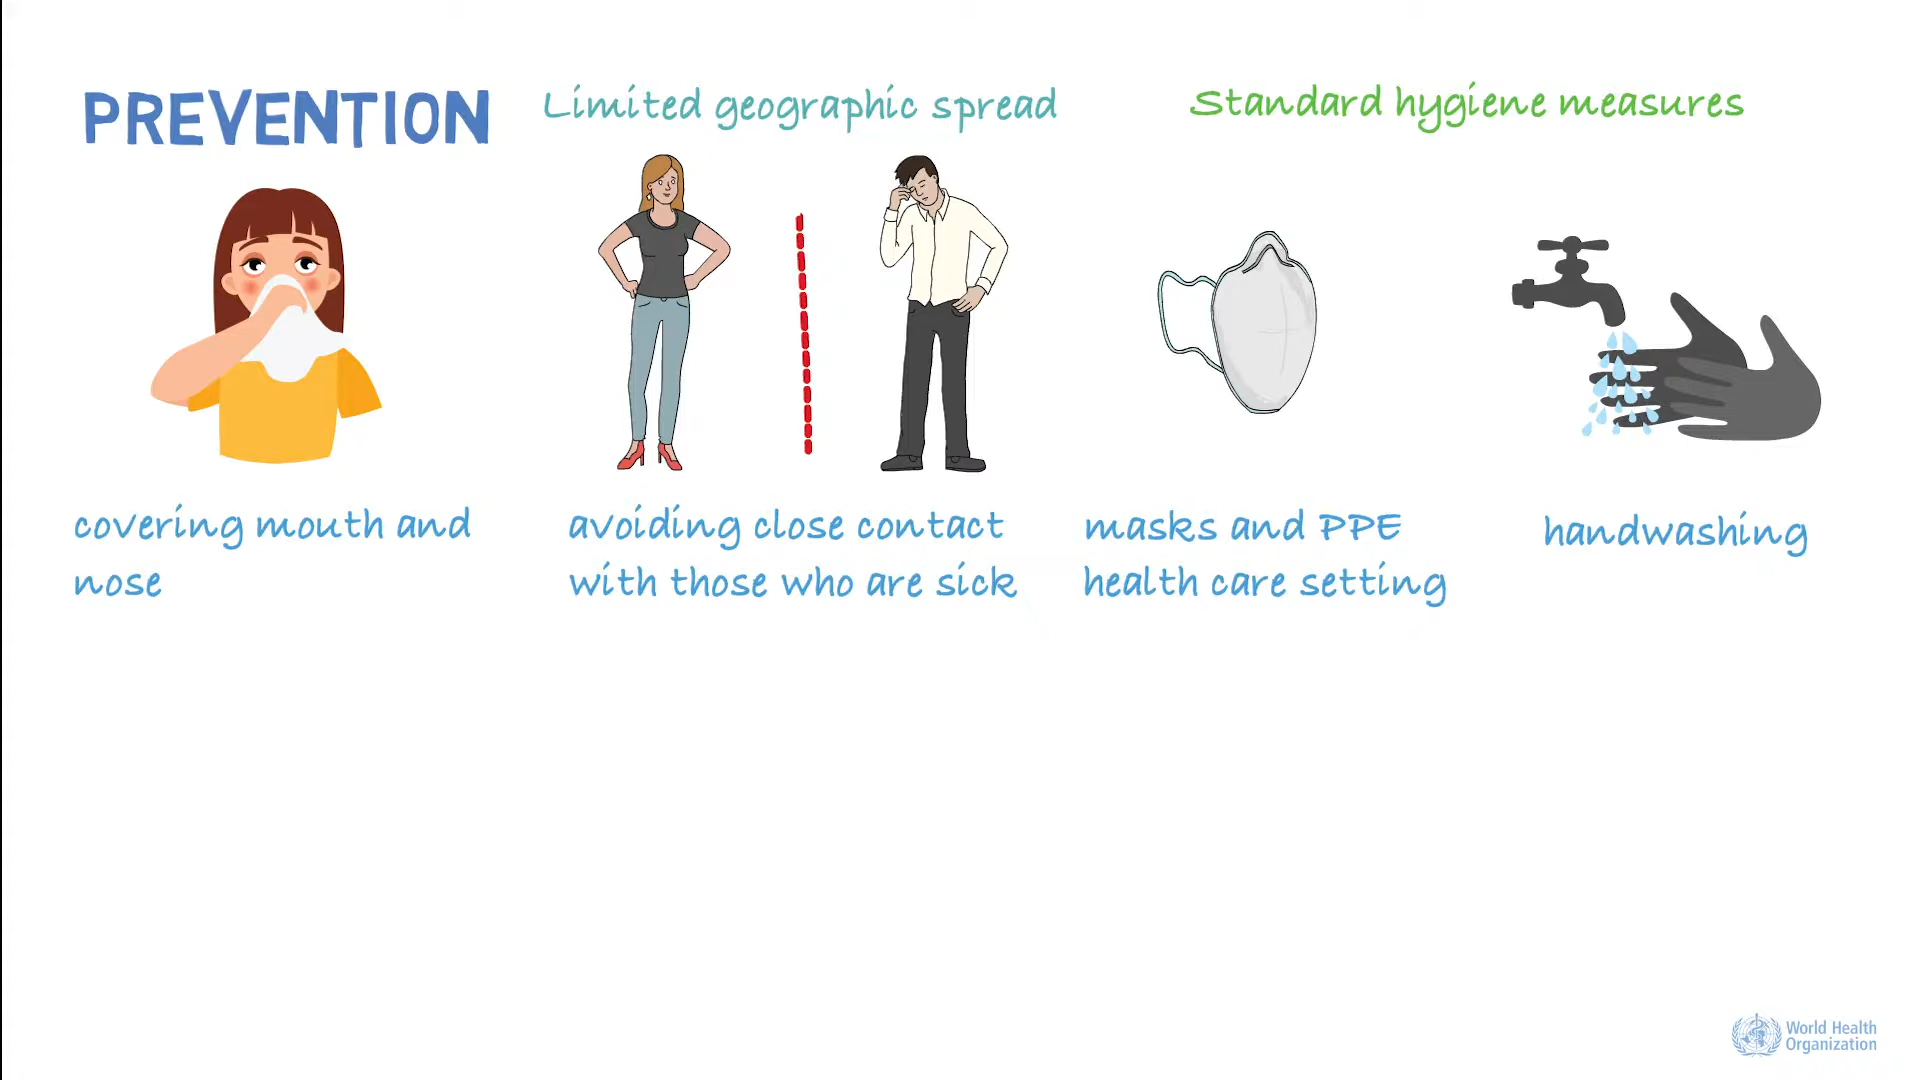 PREVENTION
Limited geographic spread
Standard hygiene measures
covering mouth and
nose
avoiding close contact
with those who are sick
masks and PPE
health care setting
handwashing
World Health
Organization